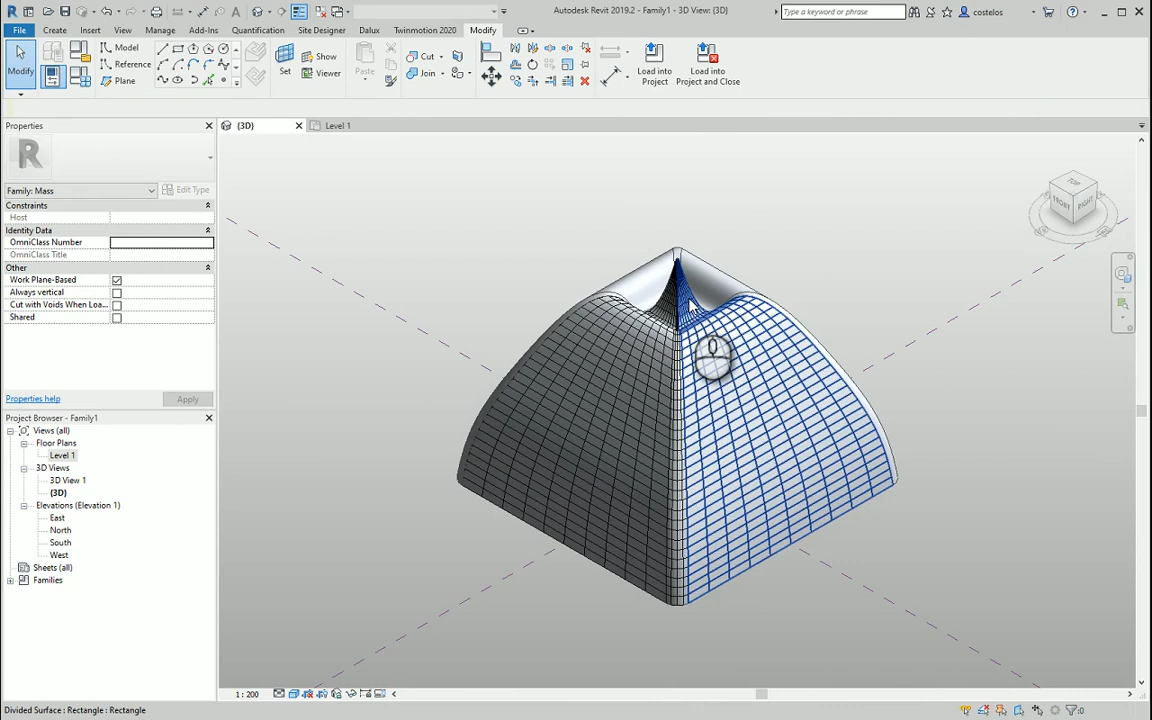 Autodesk Revit 2019.2 - Family1 - 3D View: {3D}
Type a keyword or phrase
costelos
File Create Insert View Manage Add-Ins Quantification Site Designer Dalux Twinmotion 2020 Modify
Modify
Model
Reference
Plane
Set
Show
Viewer
Paste
Cut
Join
Load into Project
Load into Project and Close
Properties
{3D}
Level 1
R
Family: Mass
Edit Type
Constraints
Host
Identity Data
OmniClass Number
OmniClass Title
Other
Work Plane-Based
Always vertical
Cut with Voids When Loa...
Shared
Properties help
Apply
Project Browser - Family1
Views (all)
Floor Plans
Level 1
3D Views
3D View 1
{3D}
Elevations (Elevation 1)
East
North
South
West
Sheets (all)
Families
TOP
FRONT
RIGHT
1 : 200
Divided Surface : Rectangle : Rectangle
:0